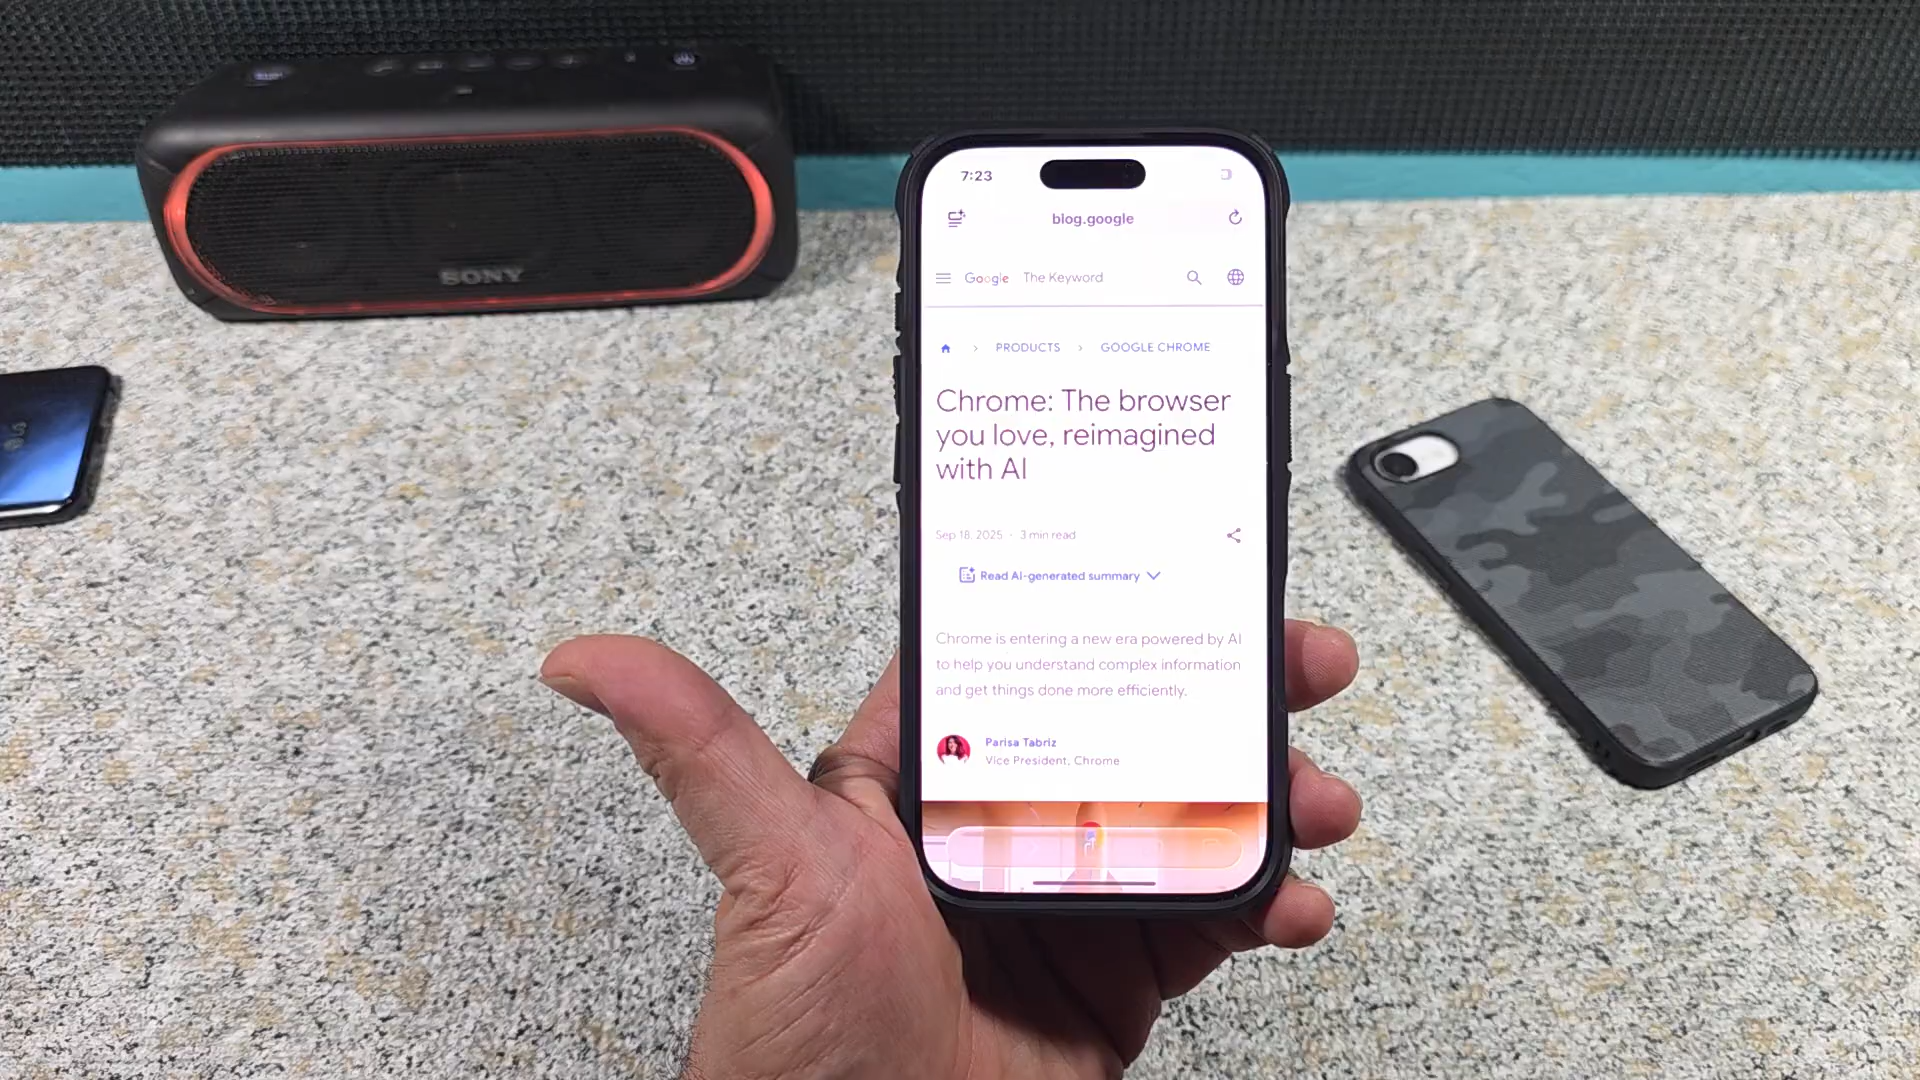 SONY
LG
7:23
blog.google
Google The Keyword
PRODUCTS > GOOGLE CHROME
Chrome: The browser
you love, reimagined
with AI
Sep 18, 2025 · 3 min read
Read AI-generated summary
Chrome is entering a new era powered by AI
to help you understand complex information
and get things done more efficiently.
Parisa Tabriz
Vice President, Chrome